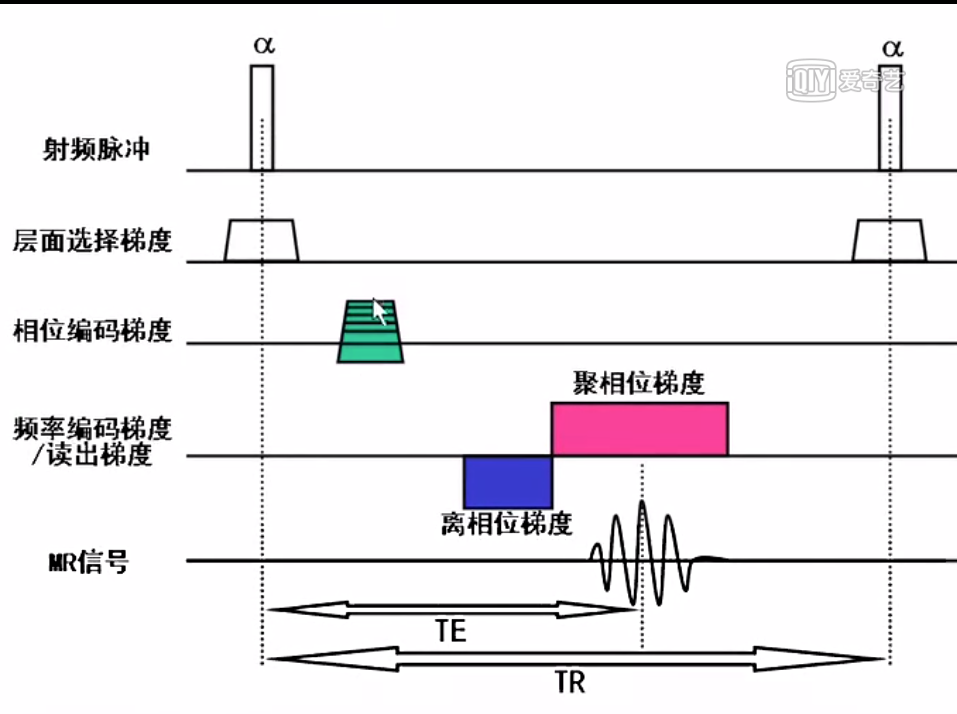 α
α
iQIY 爱奇艺
射频脉冲
层面选择梯度
相位编码梯度
聚相位梯度
频率编码梯度
/读出梯度
离相位梯度
MR信号
TE
TR